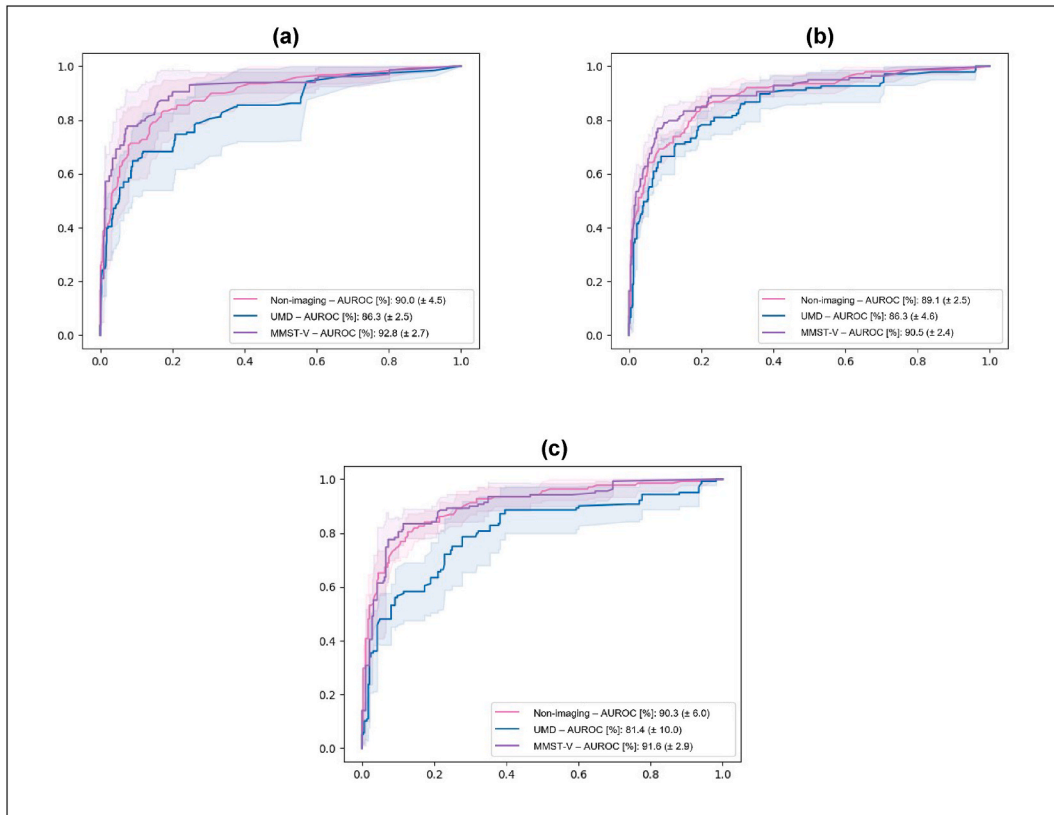 (a)
1.0
0.8
0.6
0.4
0.2
0.0
Non-imaging – AUROC [%]: 90.0 (± 4.5)
UMD – AUROC [%]: 86.3 (± 2.5)
MMST-V – AUROC [%]: 92.8 (± 2.7)
0.0 0.2 0.4 0.6 0.8 1.0
(b)
1.0
0.8
0.6
0.4
0.2
0.0
Non-imaging – AUROC [%]: 89.1 (± 2.5)
UMD – AUROC [%]: 86.3 (± 4.6)
MMST-V – AUROC [%]: 90.5 (± 2.4)
0.0 0.2 0.4 0.6 0.8 1.0
(c)
1.0
0.8
0.6
0.4
0.2
0.0
Non-imaging – AUROC [%]: 90.3 (± 6.0)
UMD – AUROC [%]: 81.4 (± 10.0)
MMST-V – AUROC [%]: 91.6 (± 2.9)
0.0 0.2 0.4 0.6 0.8 1.0